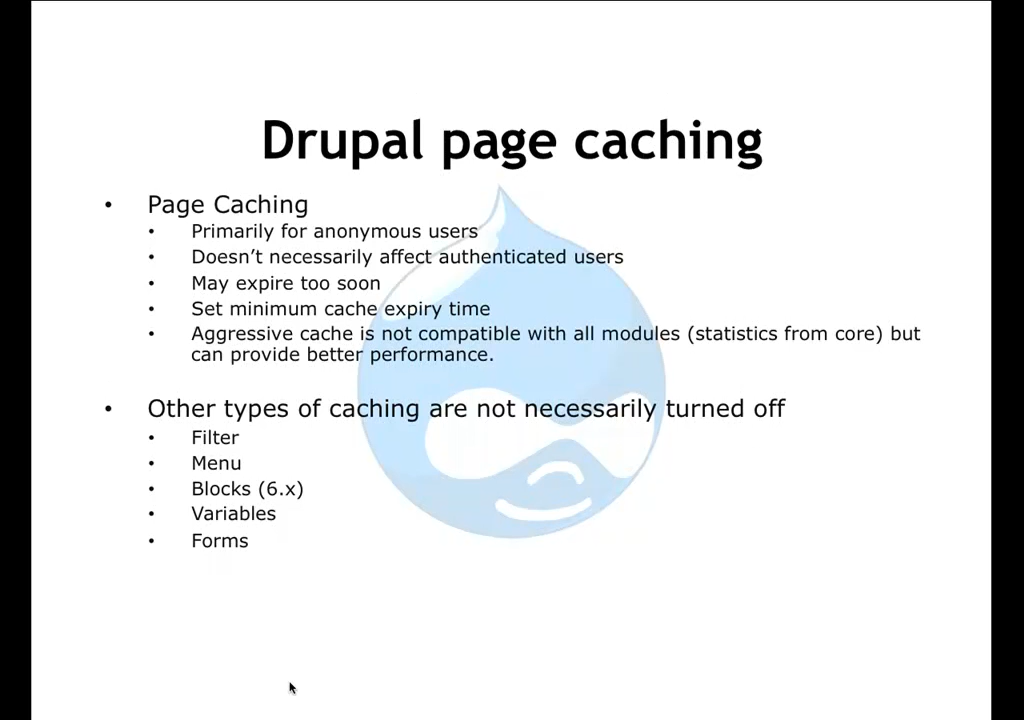 Drupal page caching
• Page Caching
• Primarily for anonymous users
• Doesn’t necessarily affect authenticated users
• May expire too soon
• Set minimum cache expiry time
• Aggressive cache is not compatible with all modules (statistics from core) but
can provide better performance.
• Other types of caching are not necessarily turned off
• Filter
• Menu
• Blocks (6.x)
• Variables
• Forms